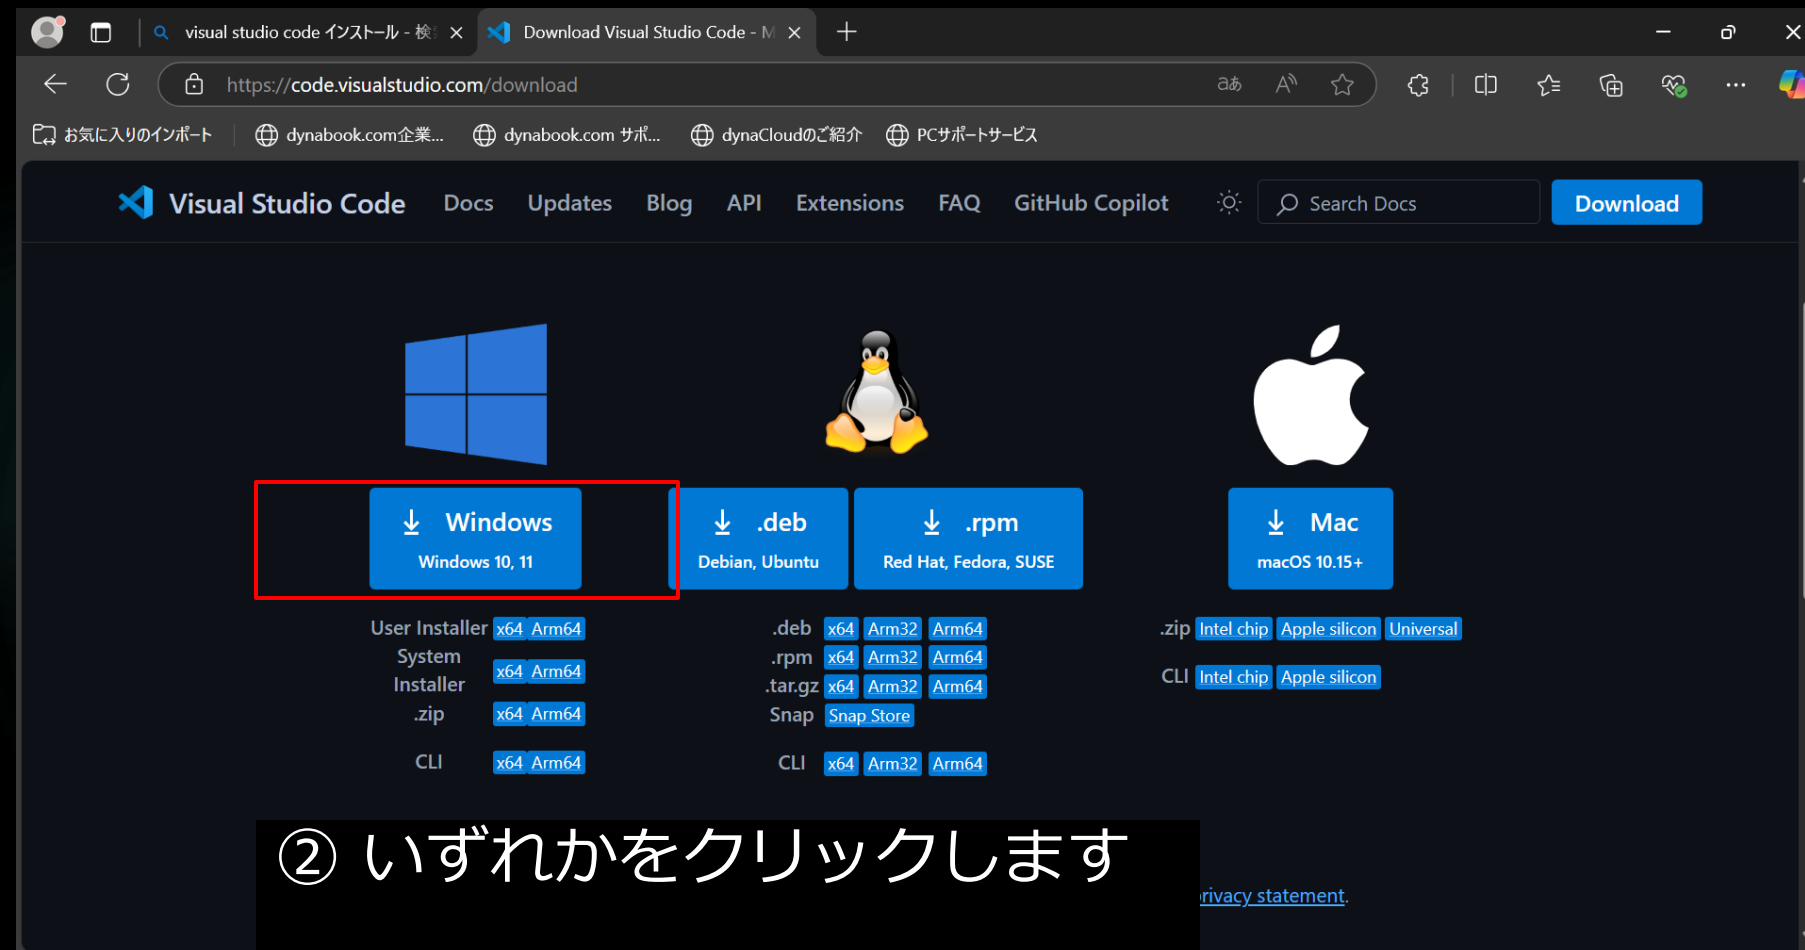 visual studio code インストール - 検
Download Visual Studio Code - M
https://code.visualstudio.com/download
お気に入りのインポート
dynabook.com企業...
dynabook.com サポ...
dynaCloudのご紹介
PCサポートサービス
Visual Studio Code
Docs
Updates
Blog
API
Extensions
FAQ
GitHub Copilot
Search Docs
Download
Windows
Windows 10, 11
.deb
Debian, Ubuntu
.rpm
Red Hat, Fedora, SUSE
Mac
macOS 10.15+
User Installer x64 Arm64
System
Installer x64 Arm64
.zip x64 Arm64
CLI x64 Arm64
.deb x64 Arm32 Arm64
.rpm x64 Arm32 Arm64
.tar.gz x64 Arm32 Arm64
Snap Snap Store
CLI x64 Arm32 Arm64
.zip Intel chip Apple silicon Universal
CLI Intel chip Apple silicon
② いずれかをクリックします
rivacy statement.